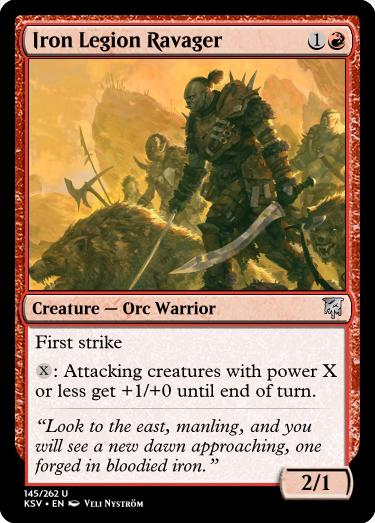 Iron Legion Ravager 1
Creature — Orc Warrior
First strike
X: Attacking creatures with power X
or less get +1/+0 until end of turn.
“Look to the east, manling, and you
will see a new dawn approaching, one
forged in bloodied iron.”
2/1
145/262 U
KSV • EN Veli Nyström